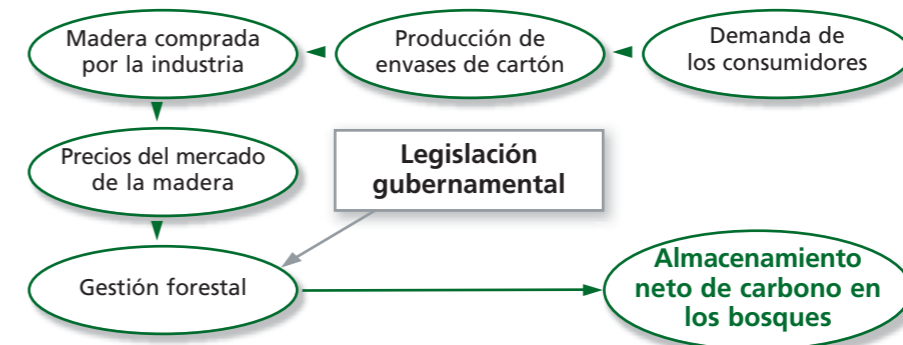 Madera comprada
por la industria
Producción de
envases de cartón
Demanda de
los consumidores
Precios del mercado
de la madera
Legislación
gubernamental
Gestión forestal
Almacenamiento
neto de carbono en
los bosques